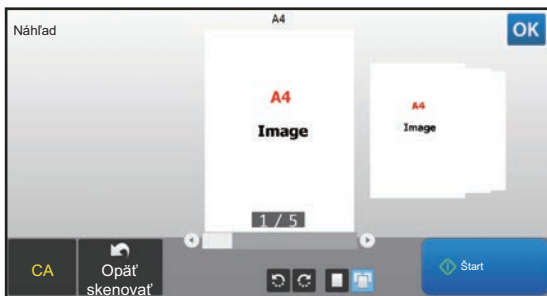 A4
Náhľad
OK
A4
Image
A4
Image
1 / 5
CA
Opäť
skenovať
Štart